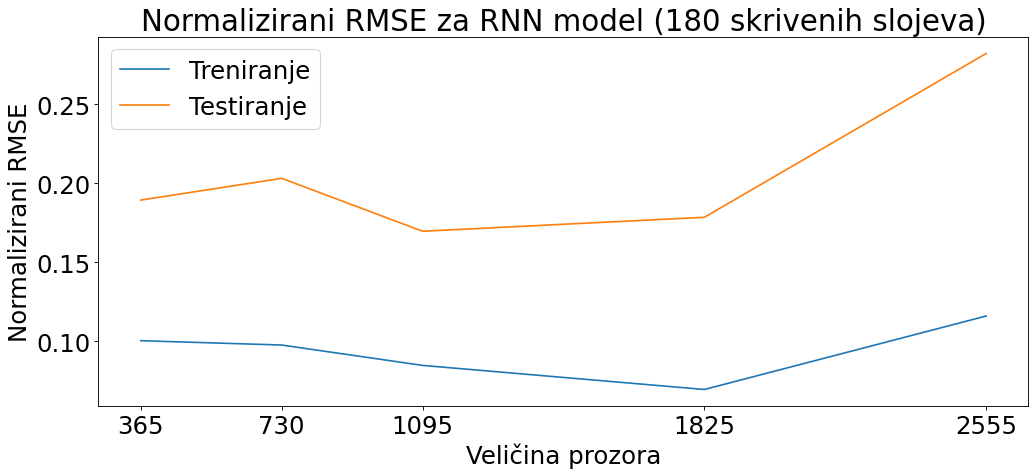 Normalizirani RMSE za RNN model (180 skrivenih slojeva)
Treniranje
Testiranje
Normalizirani RMSE
0.25
0.20
0.15
0.10
365 730 1095 1825 2555
Veličina prozora